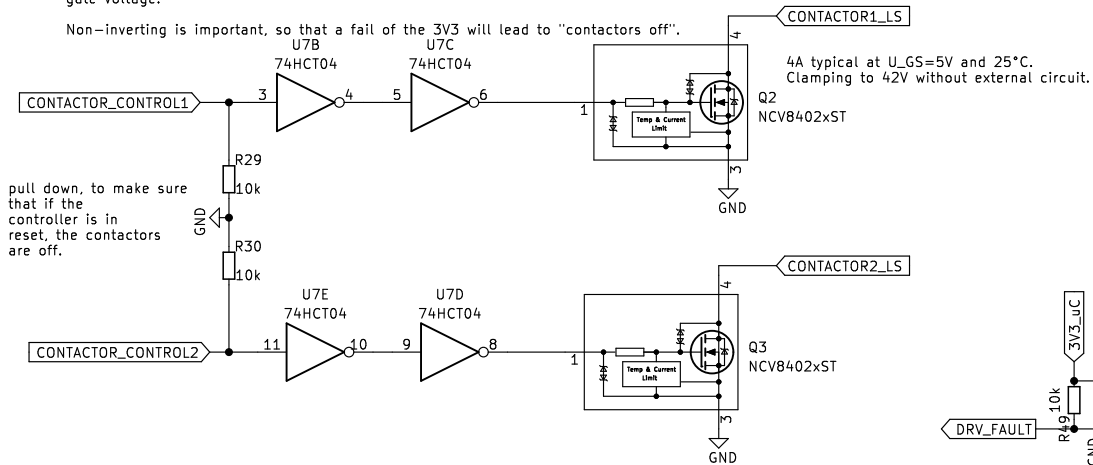 gate voltage.
Non-inverting is important, so that a fail of the 3V3 will lead to "contactors off".
CONTACTOR1_LS
U7B
74HCT04
U7C
74HCT04
4
4A typical at U_GS=5V and 25°C.
Clamping to 42V without external circuit.
CONTACTOR_CONTROL1
3
4
5
6
1
Temp & Current
Limit
Q2
NCV8402xST
3
GND
R29
10k
pull down, to make sure
that if the
controller is in
reset, the contactors
are off.
GND
R30
10k
CONTACTOR2_LS
U7E
74HCT04
U7D
74HCT04
4
CONTACTOR_CONTROL2
11
10
9
8
1
Temp & Current
Limit
Q3
NCV8402xST
3
GND
3V3_uC
10k
R49
DRV_FAULT
GND